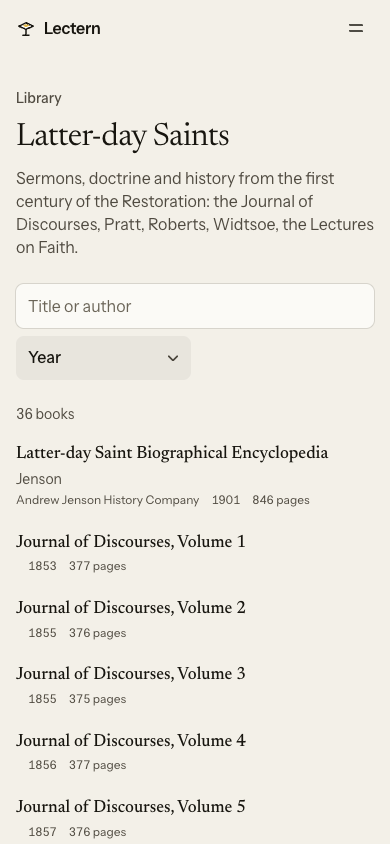 Lectern
Library
Latter-day Saints
Sermons, doctrine and history from the first
century of the Restoration: the Journal of
Discourses, Pratt, Roberts, Widtsoe, the Lectures
on Faith.
Title or author
Year
36 books
Latter-day Saint Biographical Encyclopedia
Jenson
Andrew Jenson History Company 1901 846 pages
Journal of Discourses, Volume 1
1853 377 pages
Journal of Discourses, Volume 2
1855 376 pages
Journal of Discourses, Volume 3
1855 375 pages
Journal of Discourses, Volume 4
1856 377 pages
Journal of Discourses, Volume 5
1857 376 pages